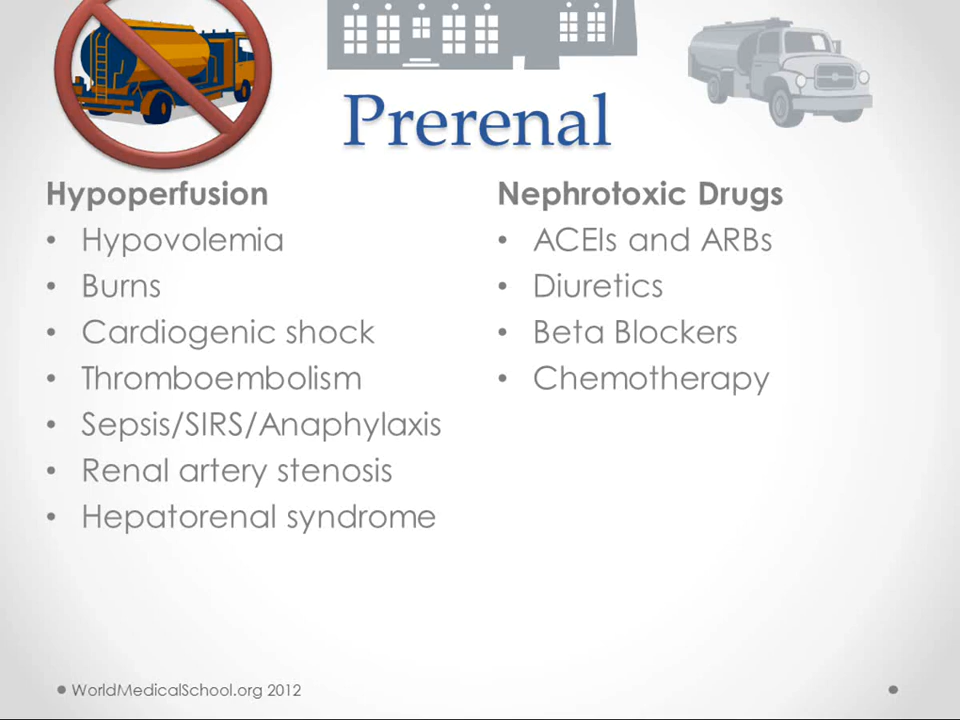 Prerenal
Hypoperfusion
• Hypovolemia
• Burns
• Cardiogenic shock
• Thromboembolism
• Sepsis/SIRS/Anaphylaxis
• Renal artery stenosis
• Hepatorenal syndrome
Nephrotoxic Drugs
• ACEIs and ARBs
• Diuretics
• Beta Blockers
• Chemotherapy
WorldMedicalSchool.org 2012